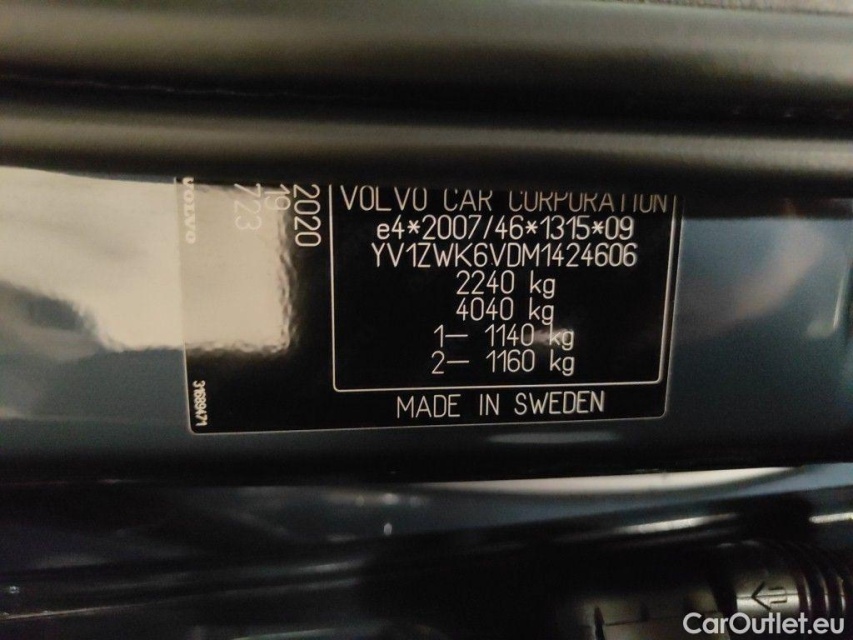 VOLVO CAR CORPORATION
e4*2007/46*1315*09
YV1ZWK6VDM1424606
2240 kg
4040 kg
1– 1140 kg
2– 1160 kg
MADE IN SWEDEN
VOLVO
2020
19
723
31689471
CarOutlet.eu